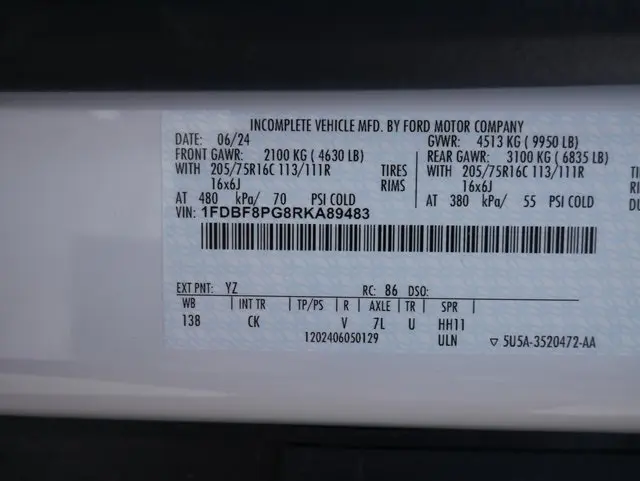 INCOMPLETE VEHICLE MFD. BY FORD MOTOR COMPANY
DATE: 06/24 GVWR: 4513 KG ( 9950 LB)
FRONT GAWR: 2100 KG ( 4630 LB) REAR GAWR: 3100 KG ( 6835 LB)
WITH 205/75R16C 113/111R TIRES WITH 205/75R16C 113/111R
16x6J RIMS 16x6J
AT 480 kPa/ 70 PSI COLD AT 380 kPa/ 55 PSI COLD
VIN: 1FDBF8PG8RKA89483
EXT PNT: YZ RC: 86 DSO:
WB | INT TR | TP/PS | R | AXLE | TR | SPR
138 CK V 7L U HH11
1202406050129 ULN ▽ 5U5A-3520472-AA